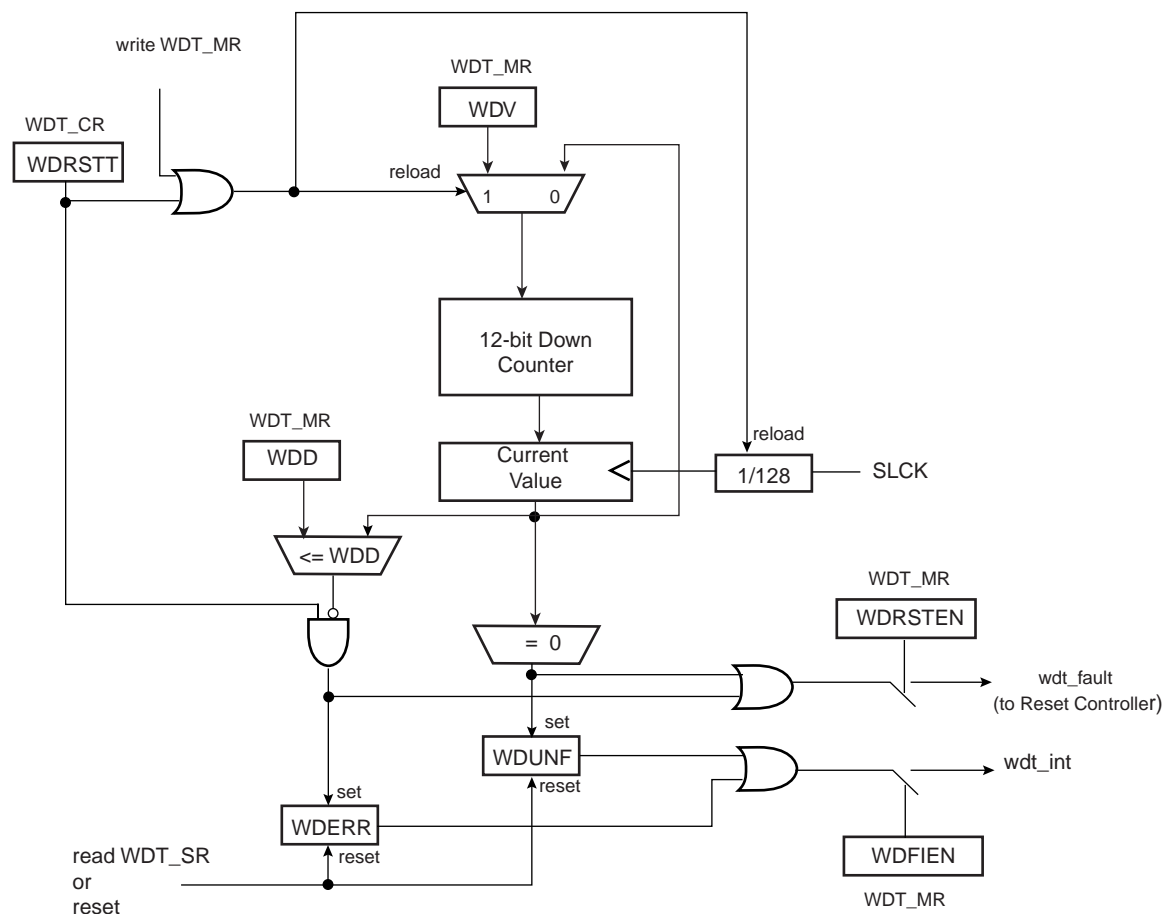 write WDT_MR
WDT_MR
WDV
WDT_CR
WDRSTT
reload
1 0
12-bit Down
Counter
WDT_MR
WDD
Current
Value
reload
1/128
SLCK
<= WDD
= 0
WDT_MR
WDRSTEN
wdt_fault
(to Reset Controller)
set
WDUNF
reset
wdt_int
set
WDERR
reset
WDFIEN
WDT_MR
read WDT_SR
or
reset